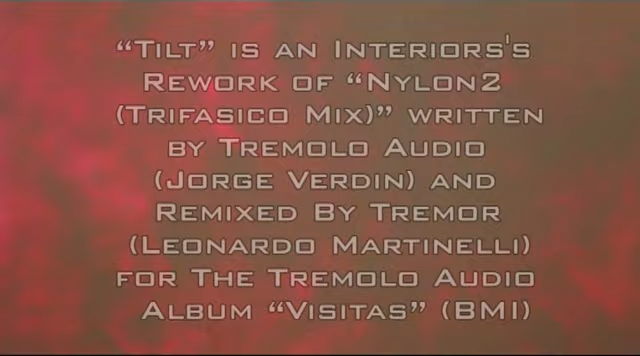 “Tilt” is an Interiors's
Rework of “Nylon2
(Trifasico Mix)” written
by Tremolo Audio
(Jorge Verdin) and
Remixed By Tremor
(Leonardo Martinelli)
for The Tremolo Audio
Album “Visitas” (BMI)